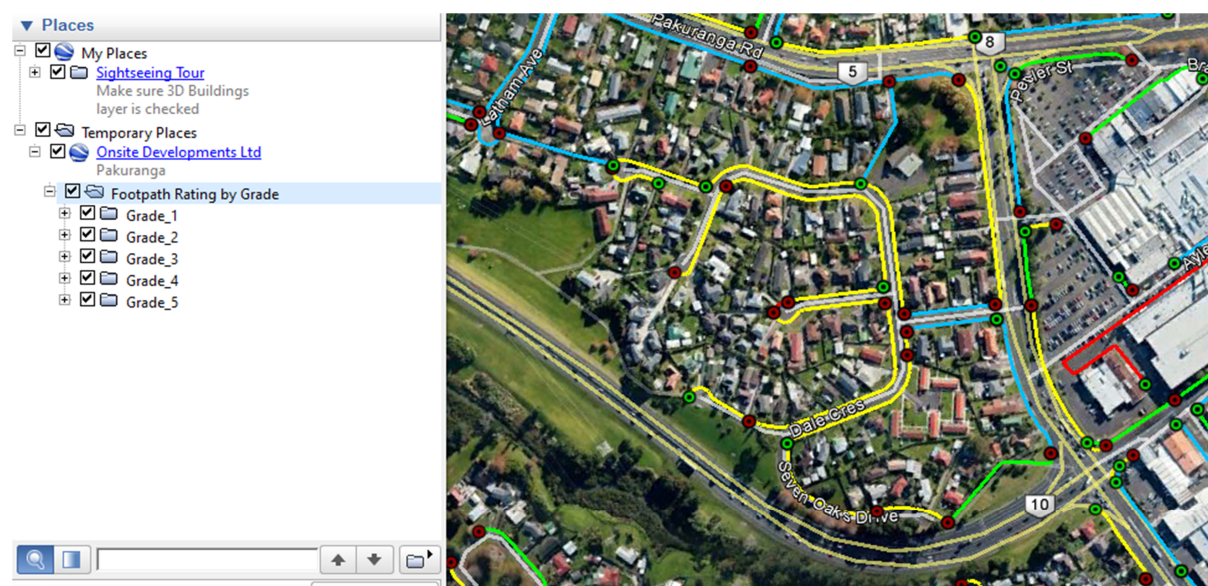 Places
My Places
Sightseeing Tour
Make sure 3D Buildings
layer is checked
Temporary Places
Onsite Developments Ltd
Pakuranga
Footpath Rating by Grade
Grade_1
Grade_2
Grade_3
Grade_4
Grade_5
Pakuranga Rd
8
5
Latham Ave
Pevler St
Dale Cres
Seven Oaks Drive
10